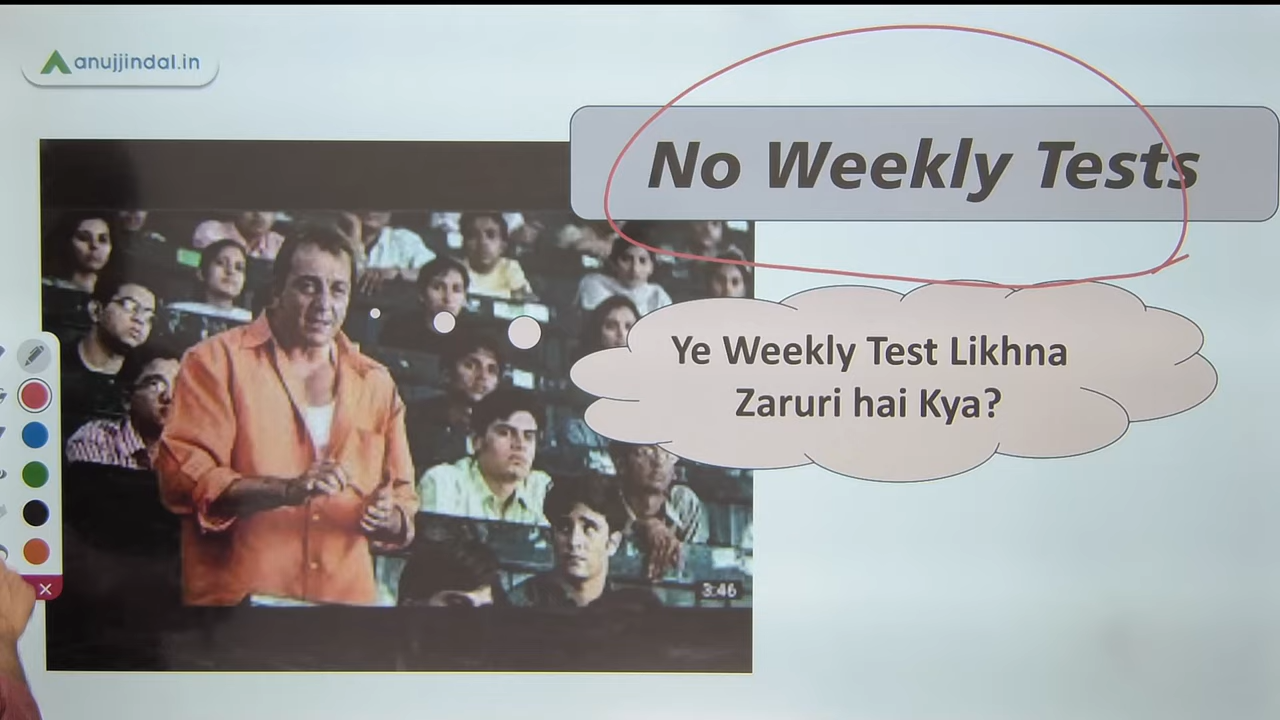 anujjindal.in
No Weekly Tests
Ye Weekly Test Likhna
Zaruri hai Kya?
3:46